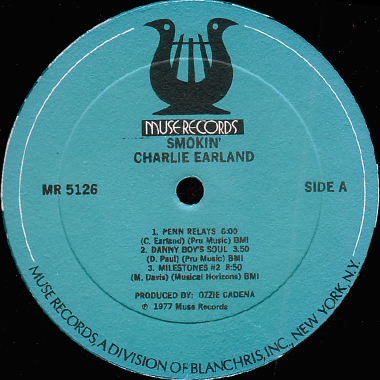 MUSE RECORDS
SMOKIN'
CHARLIE EARLAND
MR 5126
SIDE A
1. PENN RELAYS 6:00
(C. Earland) (Pru Music) BMI
2. DANNY BOY'S SOUL 3:50
(D. Paul) (Pru Music) BMI
3. MILESTONES #2 8:50
(M. Davis) (Musical Horizons) BMI
PRODUCED BY: OZZIE CADENA
℗ 1977 Muse Records
MUSE RECORDS, A DIVISION OF BLANCHRIS, INC., NEW YORK, N.Y.